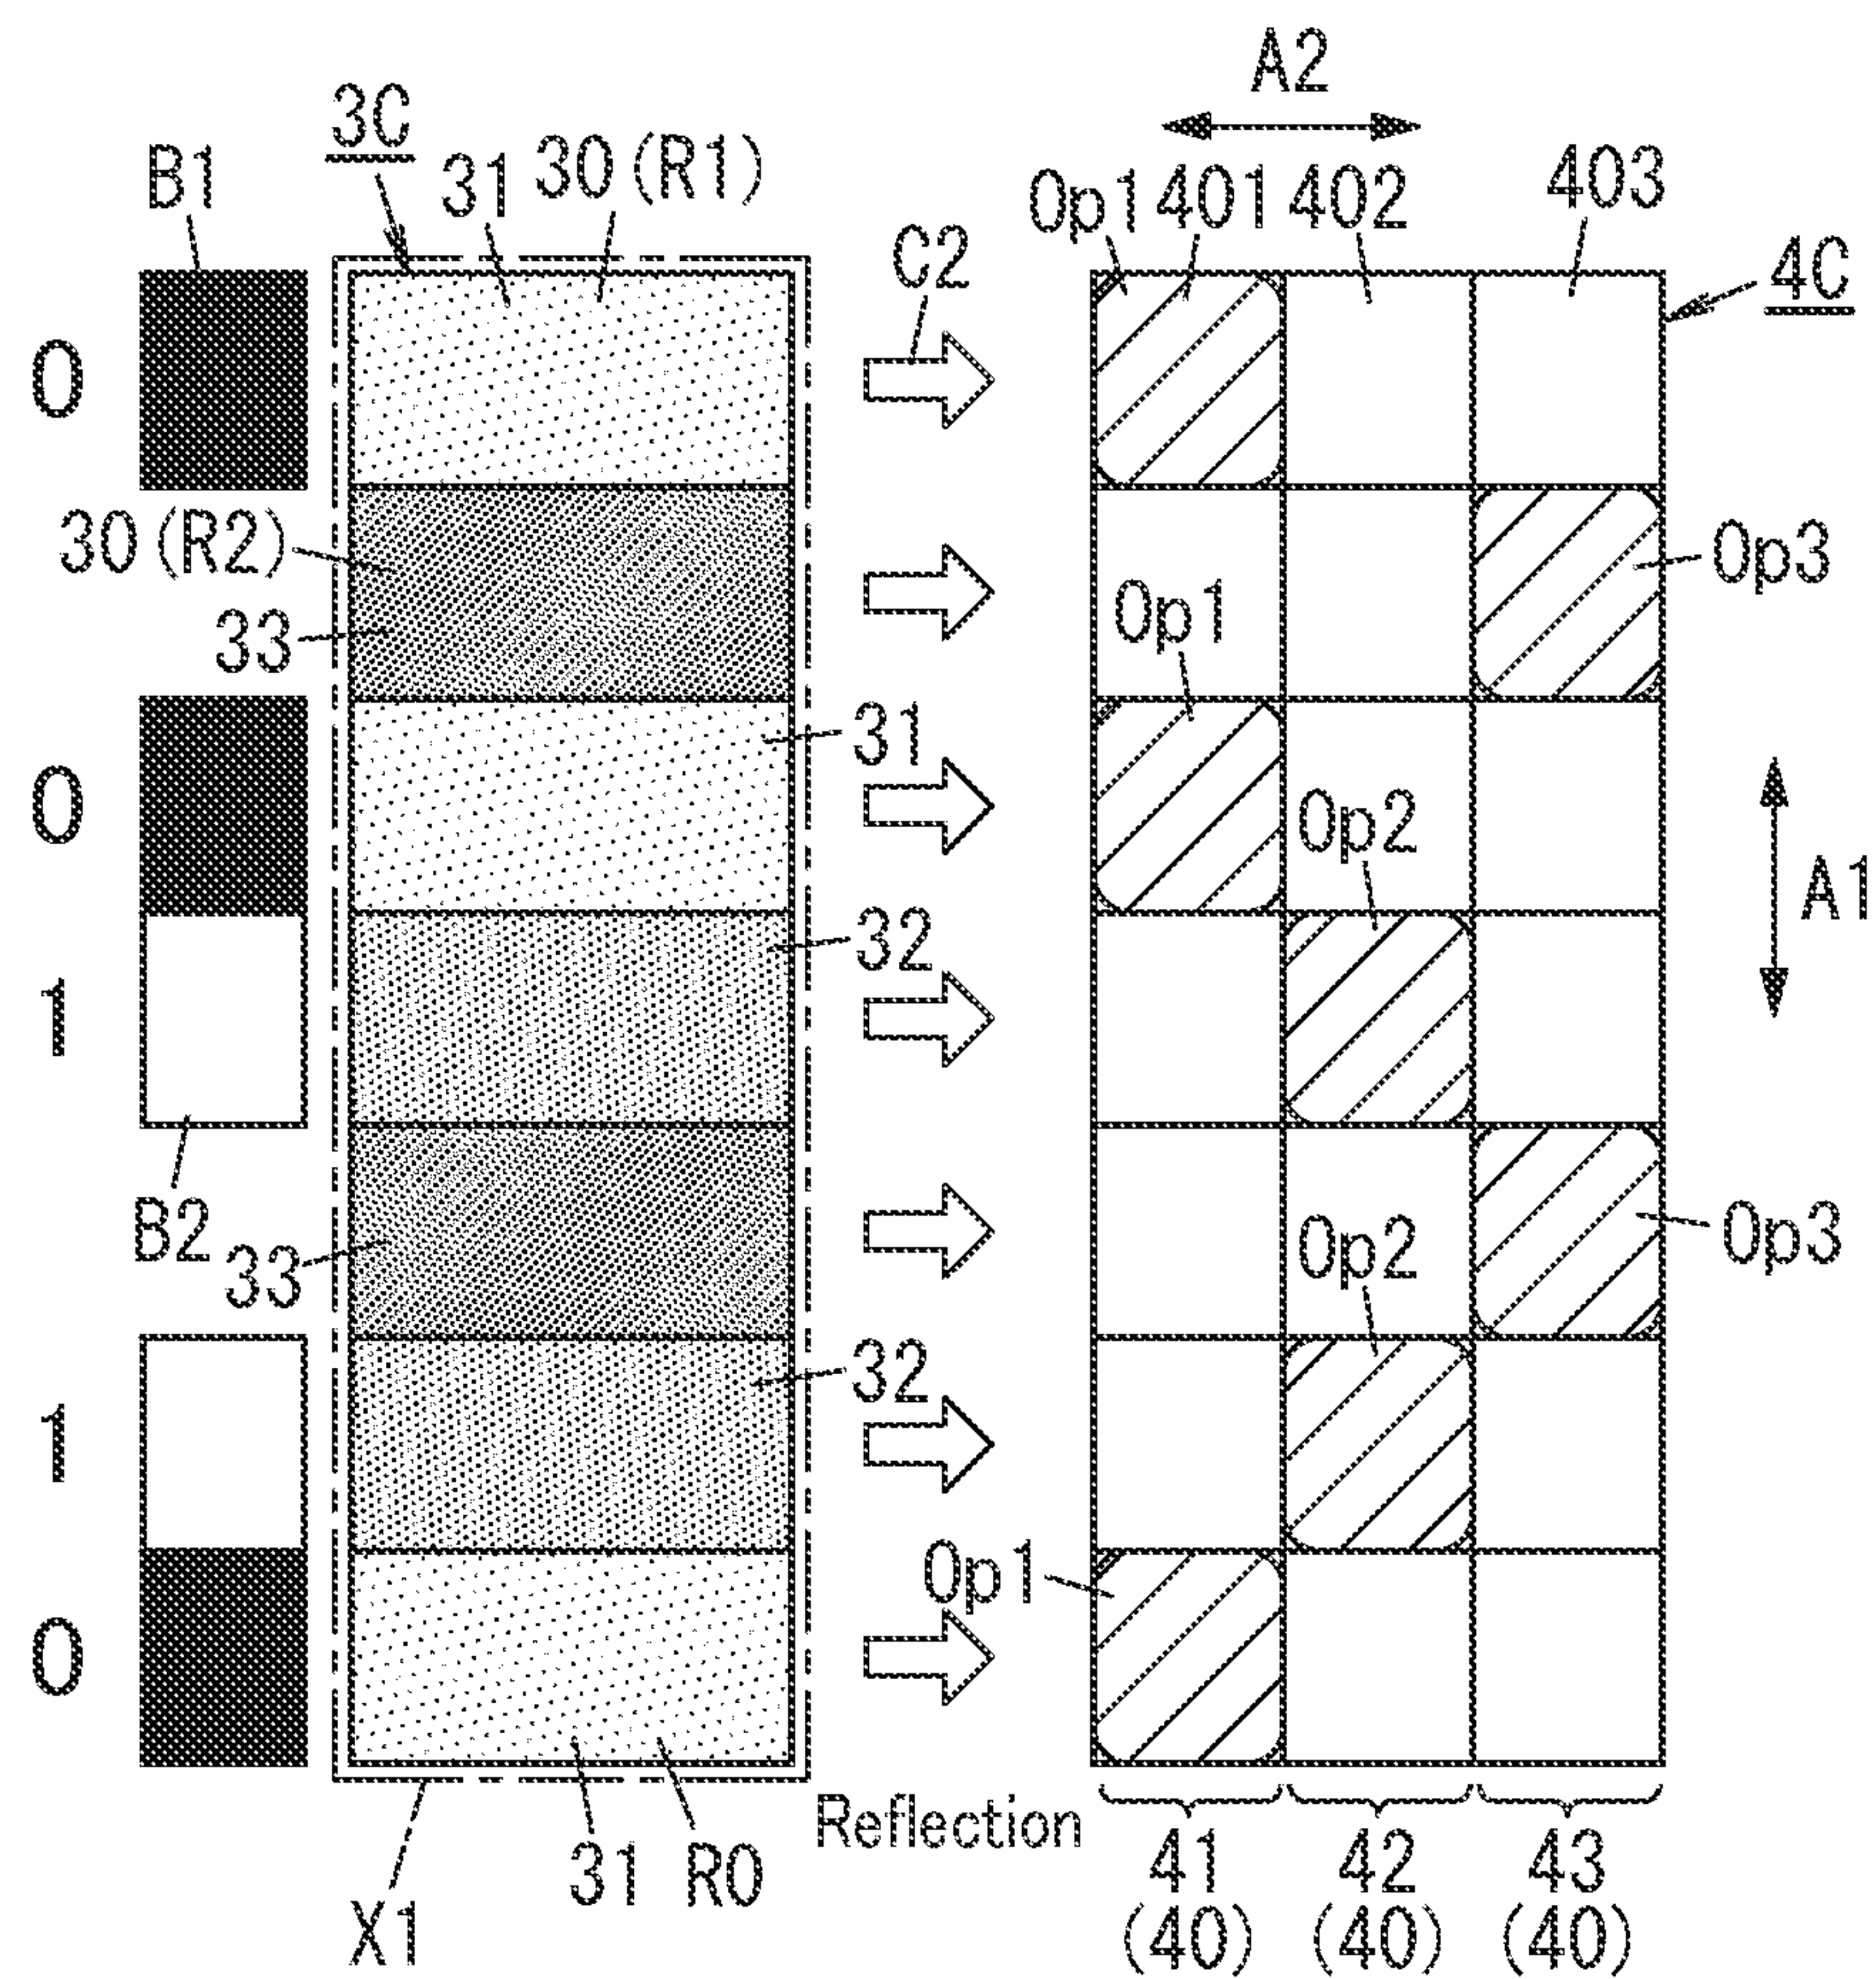 A2
3C
B1
31
30(R1)
Op1
401
402
403
C2
4C
0
30(R2)
Op3
33
Op1
31
0
Op2
A1
32
1
B2
33
Op2
Op3
32
1
Op1
0
Reflection
31
R0
X1
41
42
43
(40)
(40)
(40)